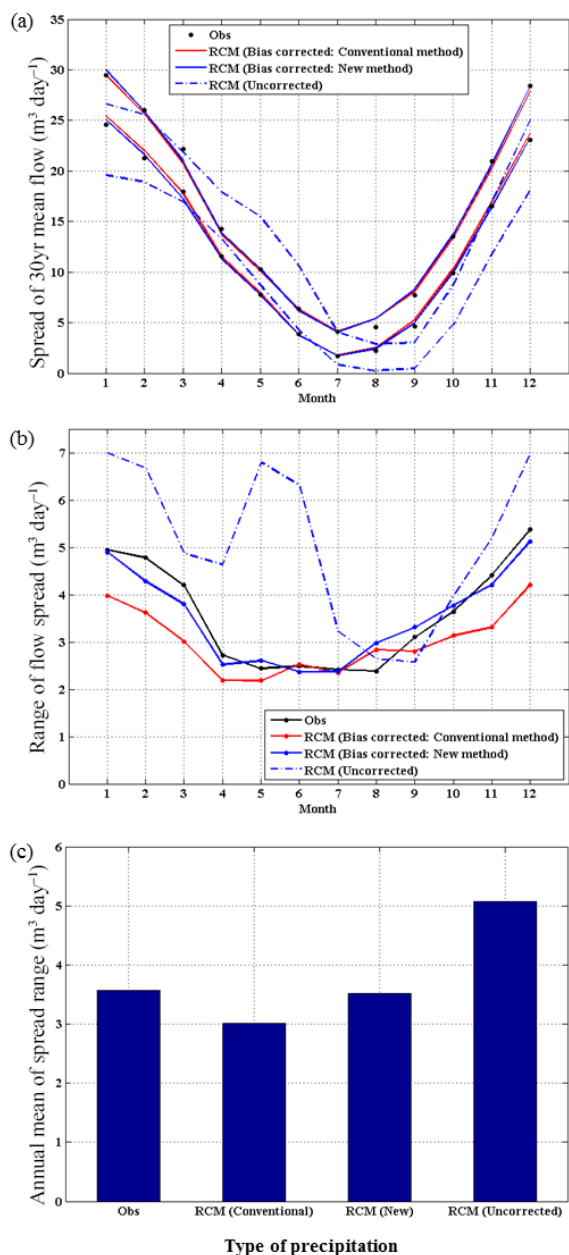 (a)
35
30
25
20
15
10
5
0
Spread of 30yr mean flow (m³ day⁻¹)
Obs
RCM (Bias corrected: Conventional method)
RCM (Bias corrected: New method)
RCM (Uncorrected)
1 2 3 4 5 6 7 8 9 10 11 12
Month
(b)
7
6
5
4
3
2
1
0
Range of flow spread (m³ day⁻¹)
Obs
RCM (Bias corrected: Conventional method)
RCM (Bias corrected: New method)
RCM (Uncorrected)
1 2 3 4 5 6 7 8 9 10 11 12
Month
(c)
6
5
4
3
2
1
0
Annual mean of spread range (m³ day⁻¹)
Obs RCM (Conventional) RCM (New) RCM (Uncorrected)
Type of precipitation